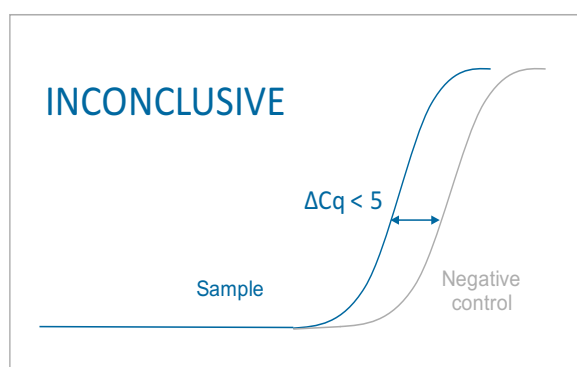 INCONCLUSIVE
ΔCq < 5
Sample
Negative
control